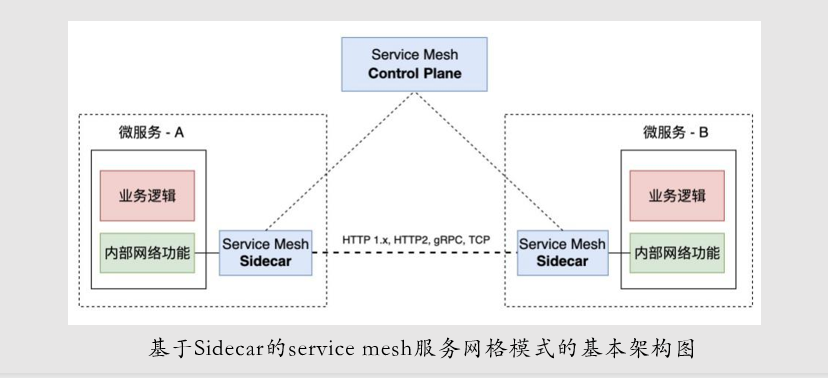 Service Mesh
Control Plane
微服务 - A
微服务 - B
业务逻辑
业务逻辑
内部网络功能
Service Mesh
Sidecar
HTTP 1.x, HTTP2, gRPC, TCP
Service Mesh
Sidecar
内部网络功能
基于Sidecar的service mesh服务网格模式的基本架构图